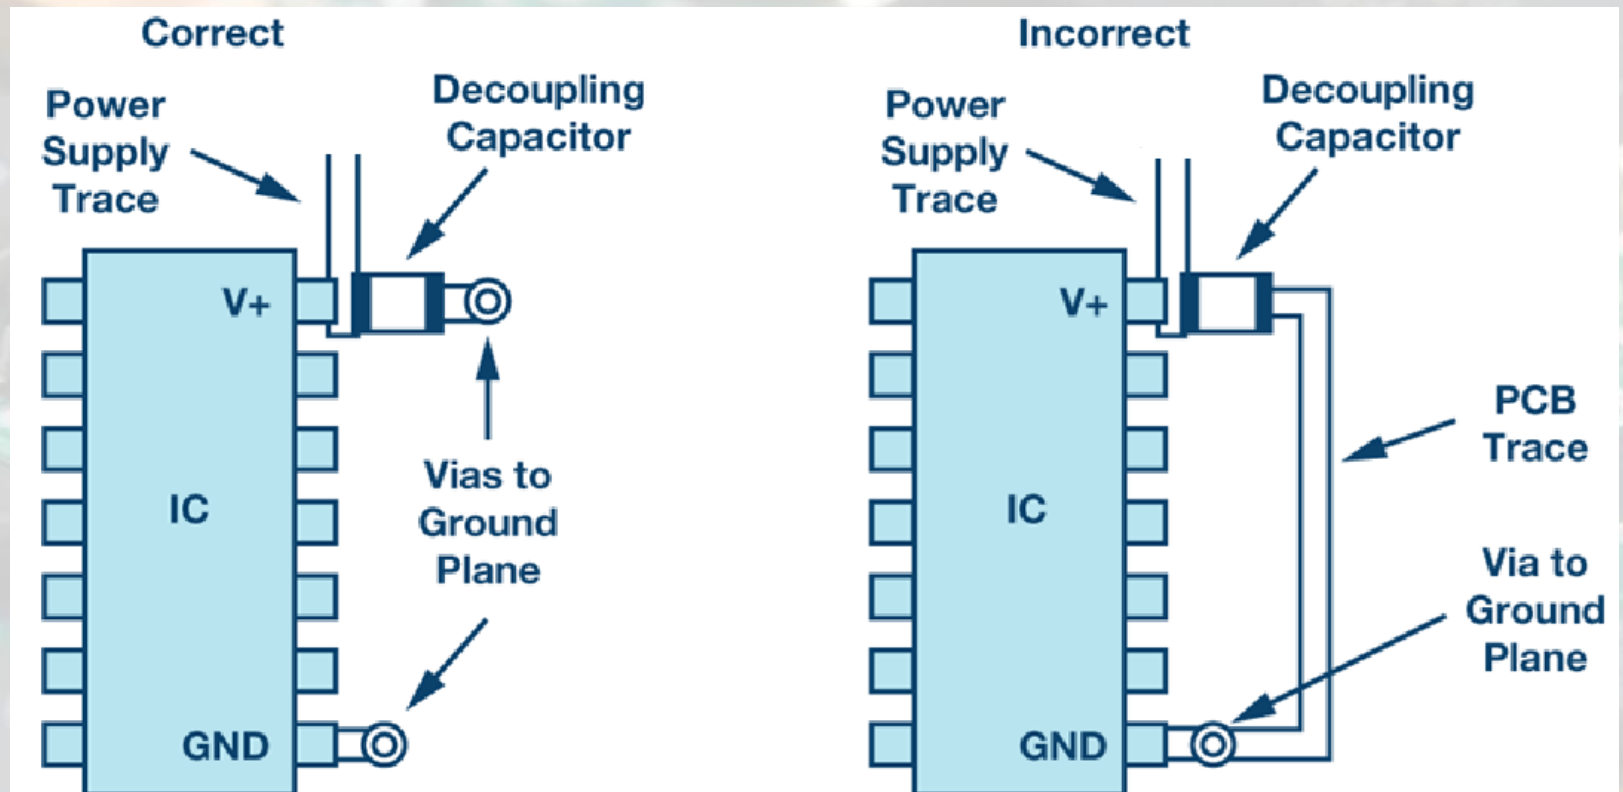 Correct
Power
Supply
Trace
Decoupling
Capacitor
V+
IC
Vias to
Ground
Plane
GND
Incorrect
Power
Supply
Trace
Decoupling
Capacitor
V+
PCB
Trace
IC
Via to
Ground
Plane
GND